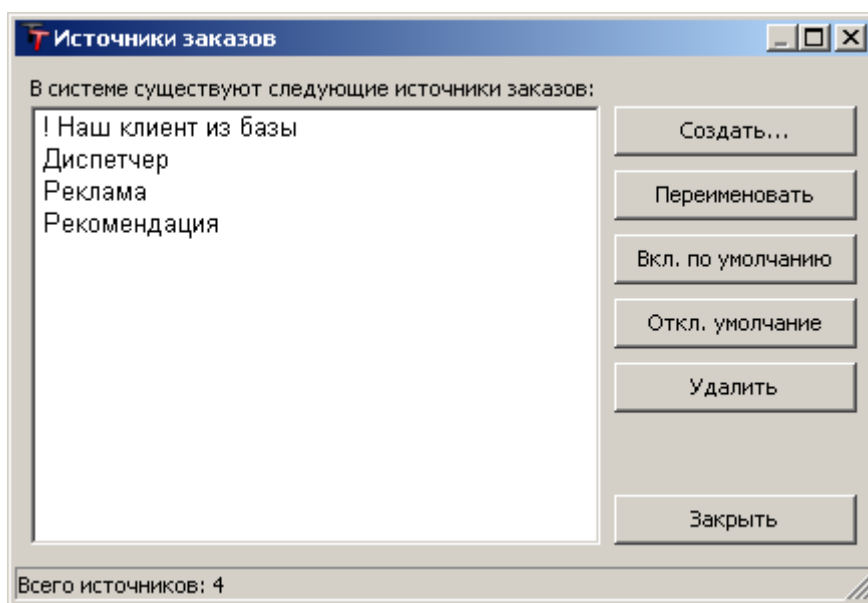 Источники заказов
В системе существуют следующие источники заказов:
! Наш клиент из базы
Диспетчер
Реклама
Рекомендация
Создать...
Переименовать
Вкл. по умолчанию
Откл. умолчание
Удалить
Закрыть
Всего источников: 4